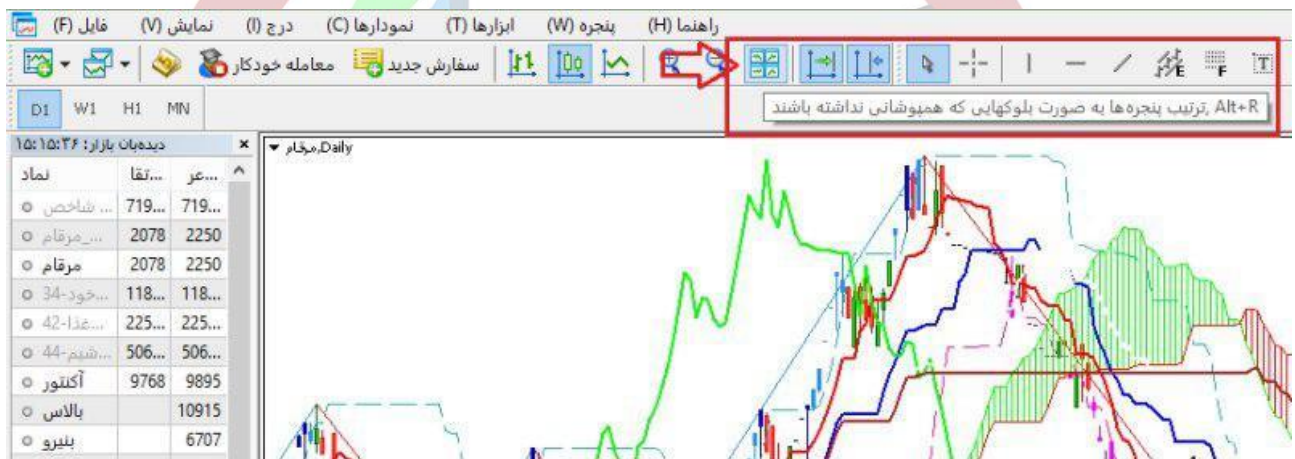 فایل (F) نمایش (V) درج (I) نمودارها (C) ابزارها (T) پنجره (W) راهنما (H)
معامله خودکار سفارش جدید E F T
D1 W1 H1 MN
Alt+R ,ترتیب پنجره‌ها به صورت بلوکهایی که همپوشانی نداشته باشند
دیده‌بان بازار: ۱۵:۱۵:۳۶
مرقام,Daily
نماد ...تقا ...عر
شاخص ... 719... 719...
..._مرقام 2078 2250
مرقام 2078 2250
...خود-34 118... 118...
...غذا-42 225... 225...
...شیم-44 506... 506...
آکنتور 9768 9895
بالاس 10915
بنیرو 6707